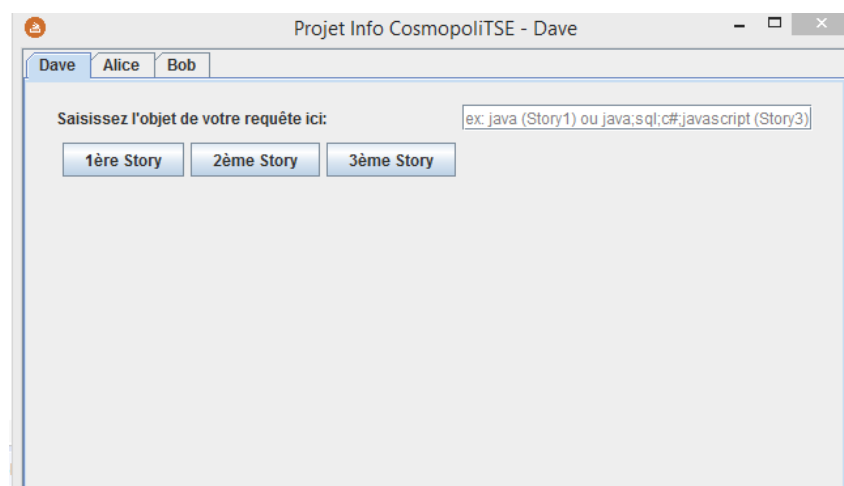 Projet Info CosmopoliTSE - Dave
Dave Alice Bob
Saisissez l'objet de votre requête ici: ex: java (Story1) ou java;sql;c#;javascript (Story3)
1ère Story 2ème Story 3ème Story